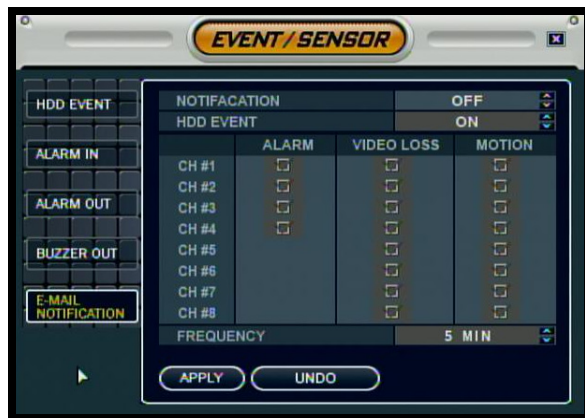 EVENT/SENSOR
HDD EVENT
ALARM IN
ALARM OUT
BUZZER OUT
E-MAIL
NOTIFICATION
NOTIFACATION OFF
HDD EVENT ON
ALARM VIDEO LOSS MOTION
CH #1
CH #2
CH #3
CH #4
CH #5
CH #6
CH #7
CH #8
FREQUENCY 5 MIN
APPLY UNDO